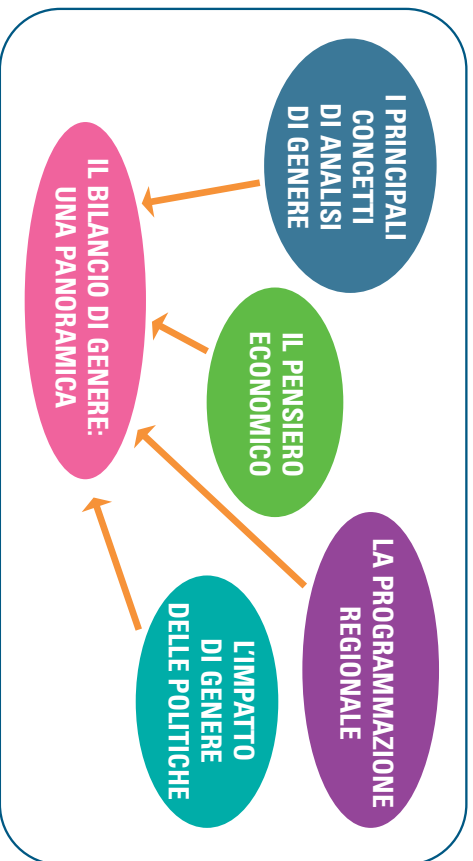 I PRINCIPALI
CONCETTI
DI ANALISI
DI GENERE
IL PENSIERO
ECONOMICO
LA PROGRAMMAZIONE
REGIONALE
L'IMPATTO
DI GENERE
DELLE POLITICHE
IL BILANCIO DI GENERE:
UNA PANORAMICA